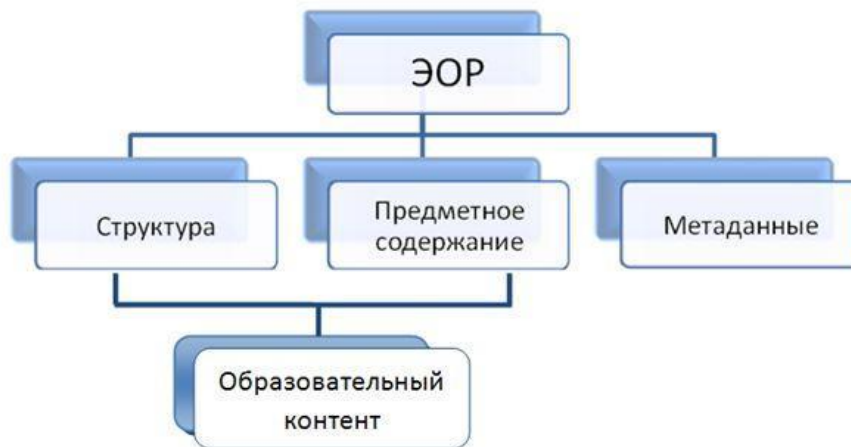 ЭОР
Структура
Предметное
содержание
Метаданные
Образовательный
контент